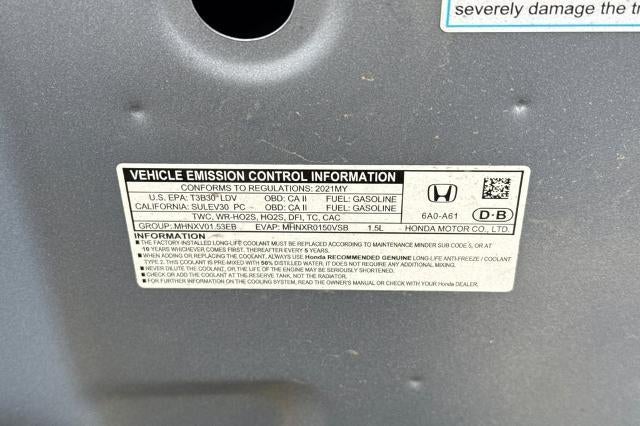 severely damage the tr
VEHICLE EMISSION CONTROL INFORMATION
CONFORMS TO REGULATIONS: 2021MY
U.S. EPA: T3B30 LDV OBD: CA II FUEL: GASOLINE
CALIFORNIA: SULEV30 PC OBD: CA II FUEL: GASOLINE
TWC, WR-HO2S, HO2S, DFI, TC, CAC
GROUP: MHNXV01.53EB EVAP: MHNXR0150VSB 1.5L
6A0-A61 D·B
HONDA MOTOR CO., LTD.
INFORMATION
■ THE FACTORY-INSTALLED LONG-LIFE COOLANT MUST BE REPLACED ACCORDING TO MAINTENANCE MINDER SUB CODE 5, OR AT
10 YEARS WHICHEVER COMES FIRST. THEREAFTER REPLACE EVERY 5 YEARS.
■ WHEN ADDING OR REPLACING THE COOLANT, ALWAYS USE Honda RECOMMENDED GENUINE LONG-LIFE ANTI-FREEZE / COOLANT
TYPE 2. THIS COOLANT IS PRE-MIXED WITH 50% DISTILLED WATER, IT DOES NOT REQUIRE ANY ADDITIONAL MIXING.
■ NEVER DILUTE THE COOLANT, OR THE LIFE OF THE ENGINE MAY BE SERIOUSLY SHORTENED.
■ CHECK OR ADD COOLANT AT THE RESERVE TANK, NOT THE RADIATOR.
■ FOR FURTHER INFORMATION ON THE COOLING SYSTEM, READ THE OWNER'S MANUAL OR CHECK WITH YOUR Honda DEALER.